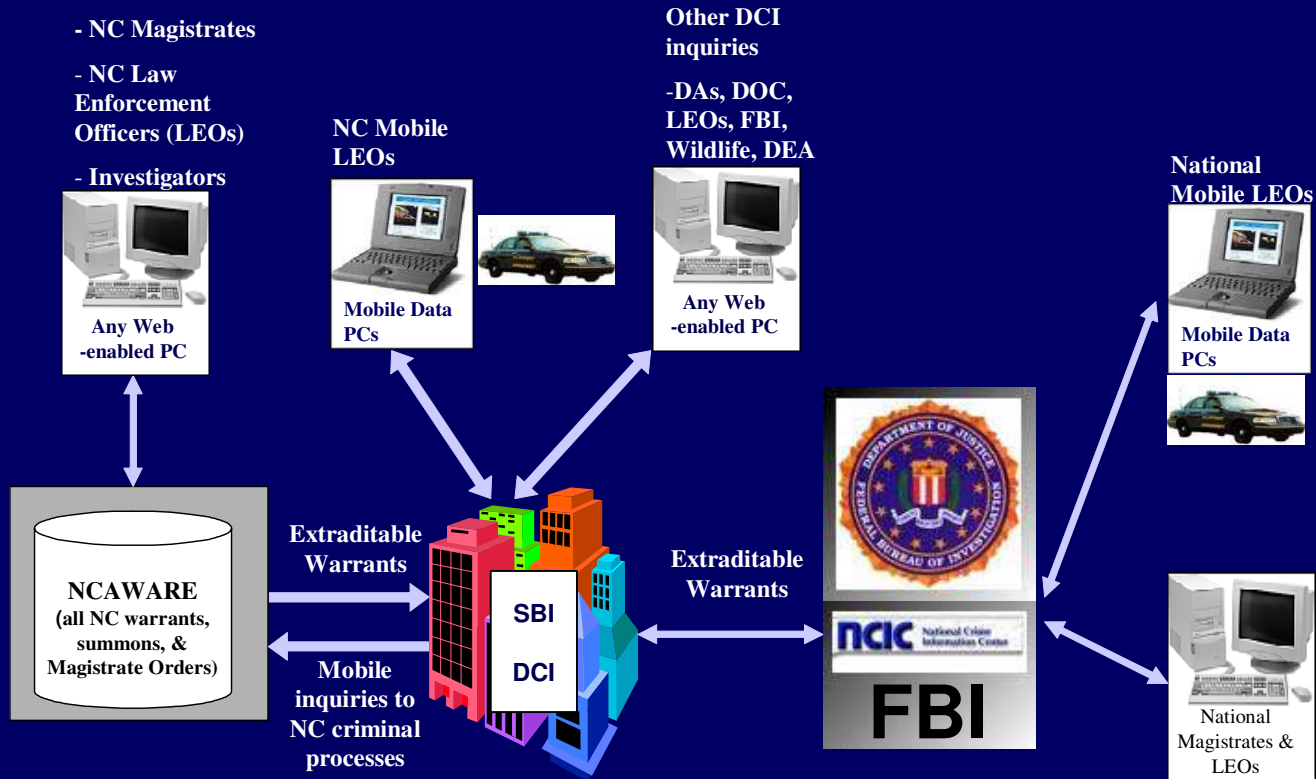 - NC Magistrates
- NC Law
Enforcement
Officers (LEOs)
- Investigators
Any Web
-enabled PC
NC Mobile
LEOs
Mobile Data
PCs
Other DCI
inquiries
-DAs, DOC,
LEOs, FBI,
Wildlife, DEA
Any Web
-enabled PC
National
Mobile LEOs
Mobile Data
PCs
NCAWARE
(all NC warrants,
summons, &
Magistrate Orders)
Extraditable
Warrants
Mobile
inquiries to
NC criminal
processes
SBI
DCI
Extraditable
Warrants
DEPARTMENT OF JUSTICE
FEDERAL BUREAU OF INVESTIGATION
ncic National Crime
Information Center
FBI
National
Magistrates &
LEOs